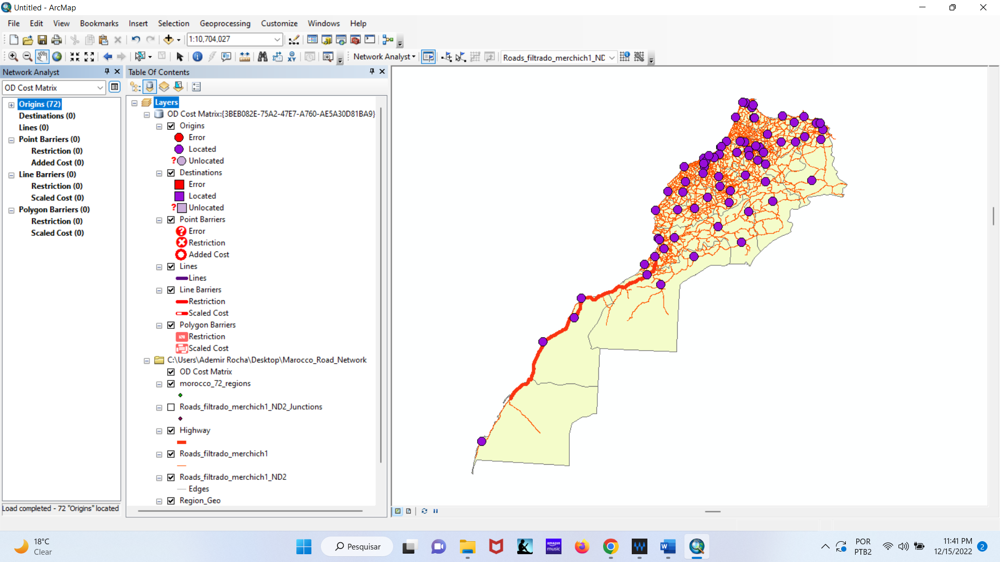 Untitled - ArcMap
File Edit View Bookmarks Insert Selection Geoprocessing Customize Windows Help
1:10,704,027
Network Analyst
Roads_filtrado_merchich1_NC
Network Analyst
OD Cost Matrix
Origins (72)
Destinations (0)
Lines (0)
Point Barriers (0)
Restriction (0)
Added Cost (0)
Line Barriers (0)
Restriction (0)
Scaled Cost (0)
Polygon Barriers (0)
Restriction (0)
Scaled Cost (0)
Load completed - 72 "Origins" located
Table Of Contents
Layers
OD Cost Matrix:{3BEB082E-75A2-47E7-A760-AE5A30D81BA9}
Origins
Error
Located
Unlocated
Destinations
Error
Located
Unlocated
Point Barriers
Error
Restriction
Added Cost
Lines
Lines
Line Barriers
Restriction
Scaled Cost
Polygon Barriers
Restriction
Scaled Cost
C:\Users\Ademir Rocha\Desktop\Marocco_Road_Network
OD Cost Matrix
morocco_72_regions
Roads_filtrado_merchich1_ND2_Junctions
Highway
Roads_filtrado_merchich1
Roads_filtrado_merchich1_ND2
Edges
Region_Geo
18°C
Clear
Pesquisar
amazon
music
POR
PTB2
11:41 PM
12/15/2022
2